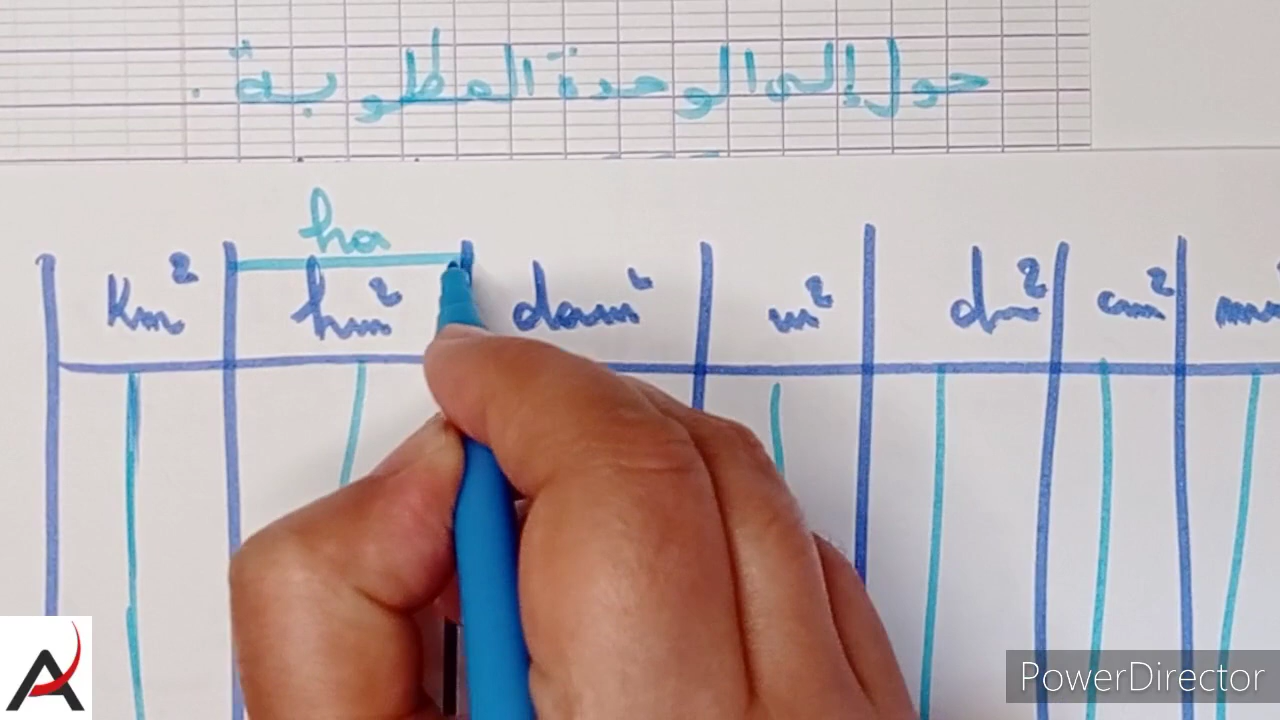 حول إلى الوحدة المطلوبة .
ha
Km² hm² dam² m² dm² cm²
PowerDirector